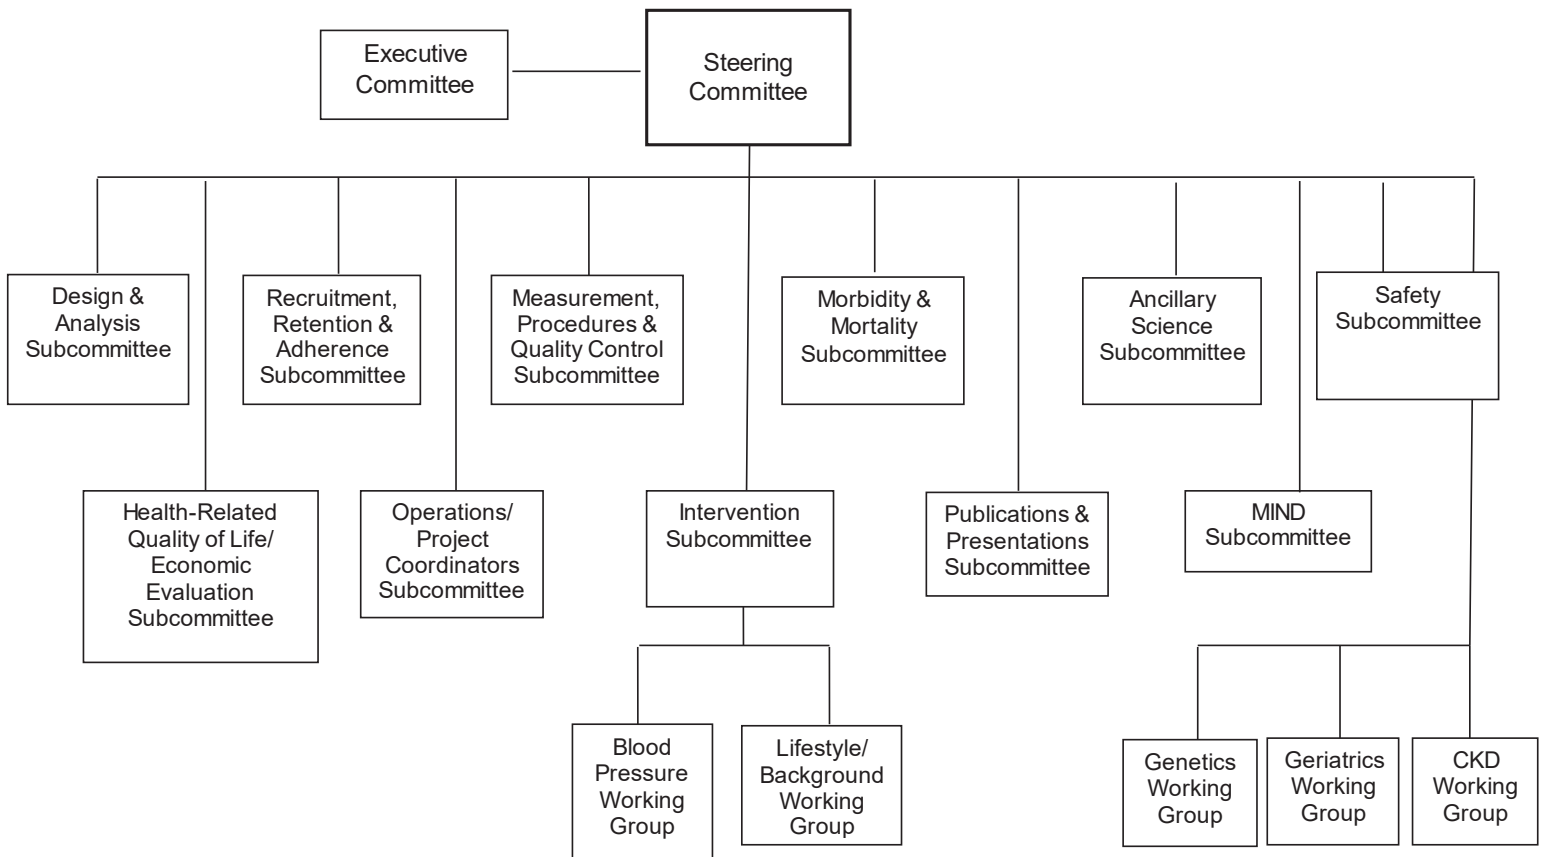 Executive
Committee
Steering
Committee
Design &
Analysis
Subcommittee
Recruitment,
Retention &
Adherence
Subcommittee
Measurement,
Procedures &
Quality Control
Subcommittee
Morbidity &
Mortality
Subcommittee
Ancillary
Science
Subcommittee
Safety
Subcommittee
Health-Related
Quality of Life/
Economic
Evaluation
Subcommittee
Operations/
Project
Coordinators
Subcommittee
Intervention
Subcommittee
Publications &
Presentations
Subcommittee
MIND
Subcommittee
Blood
Pressure
Working
Group
Lifestyle/
Background
Working
Group
Genetics
Working
Group
Geriatrics
Working
Group
CKD
Working
Group